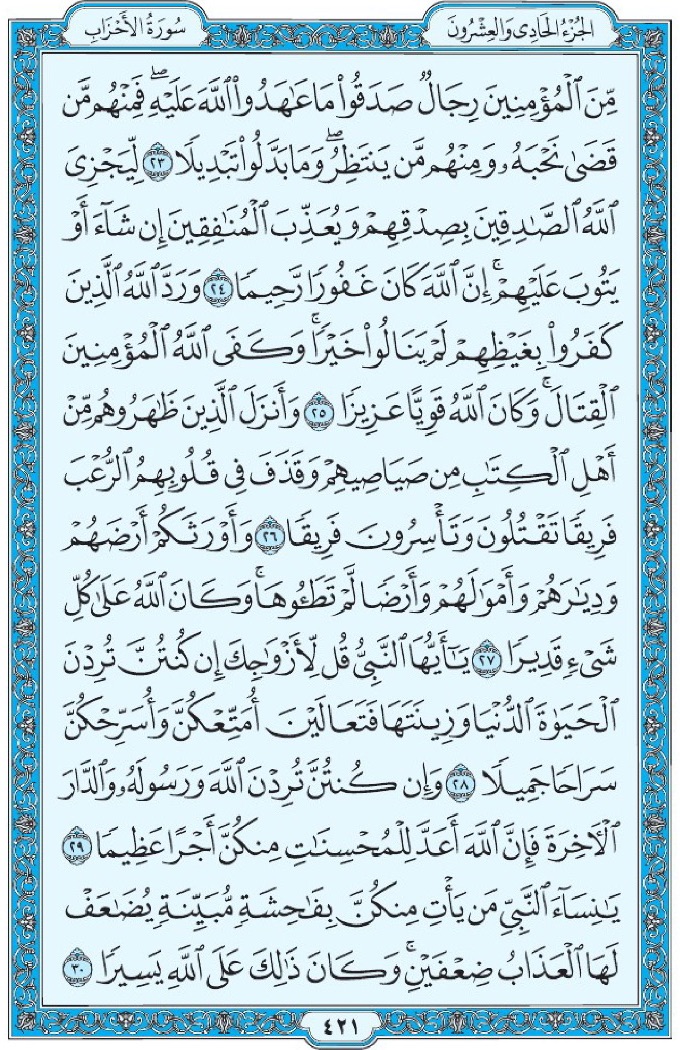 الجُزْءُ الحَادِي وَالعِشْرُونَ
سُورَةُ الأَحْزَابِ
مِّنَ ٱلْمُؤْمِنِينَ رِجَالٌ صَدَقُوا۟ مَا عَٰهَدُوا۟ ٱللَّهَ عَلَيْهِ ۖ فَمِنْهُم مَّن
قَضَىٰ نَحْبَهُۥ وَمِنْهُم مَّن يَنتَظِرُ ۖ وَمَا بَدَّلُوا۟ تَبْدِيلًا ٢٣ لِّيَجْزِىَ
ٱللَّهُ ٱلصَّٰدِقِينَ بِصِدْقِهِمْ وَيُعَذِّبَ ٱلْمُنَٰفِقِينَ إِن شَآءَ أَوْ
يَتُوبَ عَلَيْهِمْ ۚ إِنَّ ٱللَّهَ كَانَ غَفُورًا رَّحِيمًا ٢٤ وَرَدَّ ٱللَّهُ ٱلَّذِينَ
كَفَرُوا۟ بِغَيْظِهِمْ لَمْ يَنَالُوا۟ خَيْرًا ۚ وَكَفَى ٱللَّهُ ٱلْمُؤْمِنِينَ
ٱلْقِتَالَ ۚ وَكَانَ ٱللَّهُ قَوِيًّا عَزِيزًا ٢٥ وَأَنزَلَ ٱلَّذِينَ ظَٰهَرُوهُم مِّنْ
أَهْلِ ٱلْكِتَٰبِ مِن صَيَاصِيهِمْ وَقَذَفَ فِى قُلُوبِهِمُ ٱلرُّعْبَ
فَرِيقًا تَقْتُلُونَ وَتَأْسِرُونَ فَرِيقًا ٢٦ وَأَوْرَثَكُمْ أَرْضَهُمْ
وَدِيَٰرَهُمْ وَأَمْوَٰلَهُمْ وَأَرْضًا لَّمْ تَطَـُٔوهَا ۚ وَكَانَ ٱللَّهُ عَلَىٰ كُلِّ
شَىْءٍ قَدِيرًا ٢٧ يَٰٓأَيُّهَا ٱلنَّبِىُّ قُل لِّأَزْوَٰجِكَ إِن كُنتُنَّ تُرِدْنَ
ٱلْحَيَوٰةَ ٱلدُّنْيَا وَزِينَتَهَا فَتَعَالَيْنَ أُمَتِّعْكُنَّ وَأُسَرِّحْكُنَّ
سَرَاحًا جَمِيلًا ٢٨ وَإِن كُنتُنَّ تُرِدْنَ ٱللَّهَ وَرَسُولَهُۥ وَٱلدَّارَ
ٱلْءَاخِرَةَ فَإِنَّ ٱللَّهَ أَعَدَّ لِلْمُحْسِنَٰتِ مِنكُنَّ أَجْرًا عَظِيمًا ٢٩
يَٰنِسَآءَ ٱلنَّبِىِّ مَن يَأْتِ مِنكُنَّ بِفَٰحِشَةٍ مُّبَيِّنَةٍ يُضَٰعَفْ
لَهَا ٱلْعَذَابُ ضِعْفَيْنِ ۚ وَكَانَ ذَٰلِكَ عَلَى ٱللَّهِ يَسِيرًا ٣٠
٤٢١